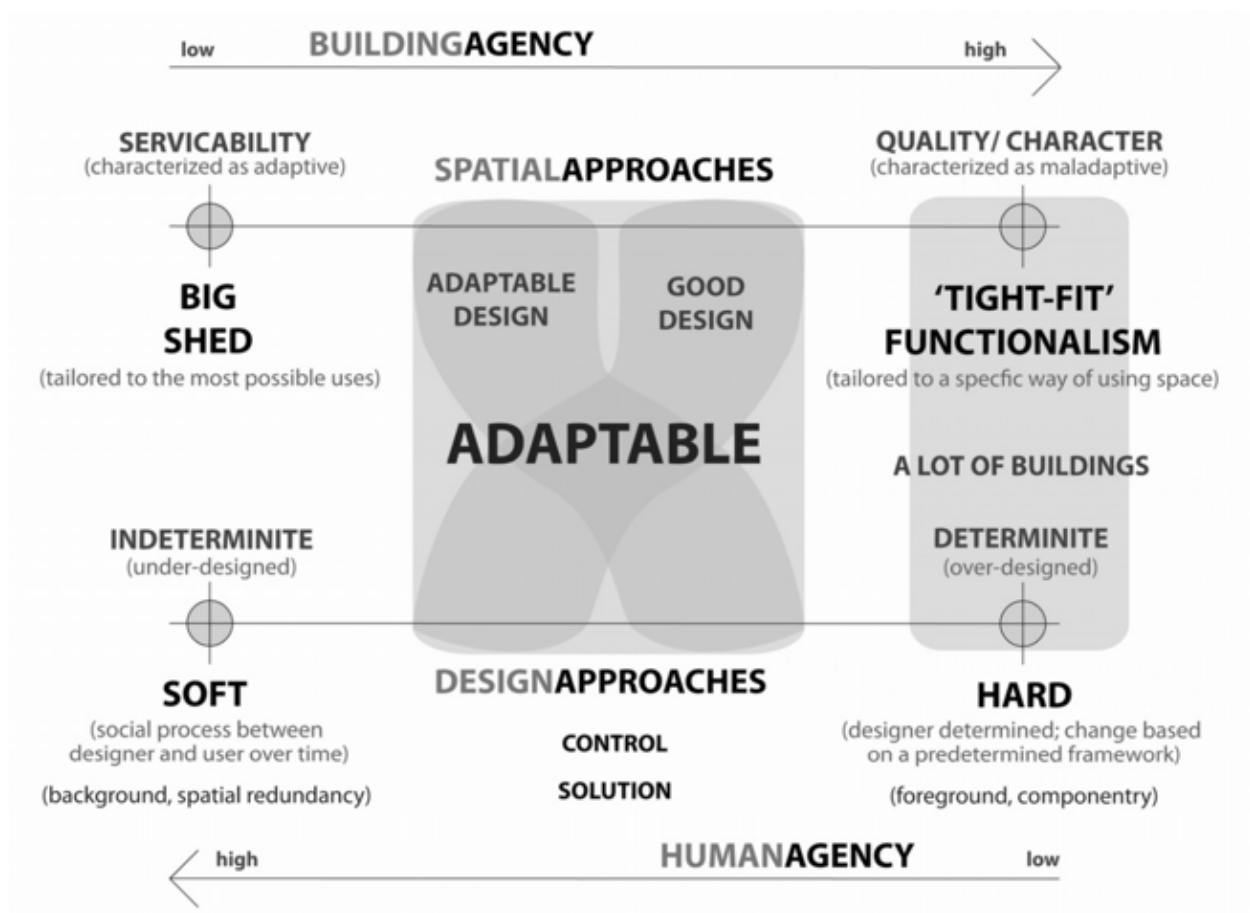 low BUILDINGAGENCY high
SERVICABILITY
(characterized as adaptive)
SPATIALAPPROACHES
QUALITY/ CHARACTER
(characterized as maladaptive)
ADAPTABLE
DESIGN
GOOD
DESIGN
BIG
SHED
(tailored to the most possible uses)
'TIGHT-FIT'
FUNCTIONALISM
(tailored to a specfic way of using space)
ADAPTABLE
A LOT OF BUILDINGS
INDETERMINITE
(under-designed)
DETERMINITE
(over-designed)
DESIGNAPPROACHES
SOFT
(social process between
designer and user over time)
(background, spatial redundancy)
CONTROL
SOLUTION
HARD
(designer determined; change based
on a predetermined framework)
(foreground, componentry)
high HUMANAGENCY low